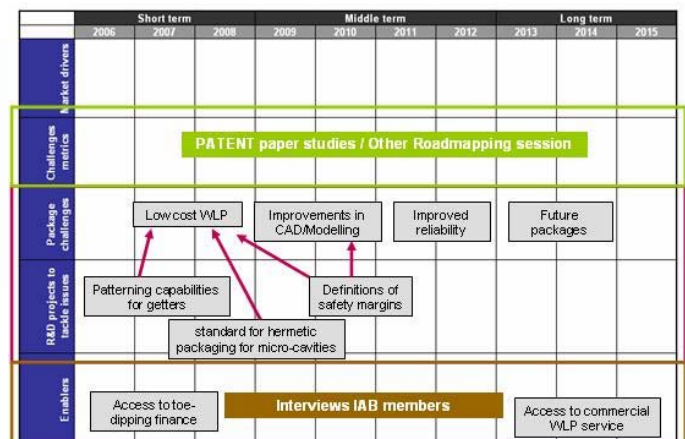 Short term Middle term Long term
2006 2007 2008 2009 2010 2011 2012 2013 2014 2015
Market drivers
Challenges
metrics
PATENT paper studies / Other Roadmapping session
Package
challenges
Low cost WLP
Improvements in
CAD/Modelling
Improved
reliability
Future
packages
R&D projects to
tackle issues
Patterning capabilities
for getters
Definitions of
safety margins
standard for hermetic
packaging for micro-cavities
Enablers
Access to toe-
dipping finance
Interviews IAB members
Access to commercial
WLP service